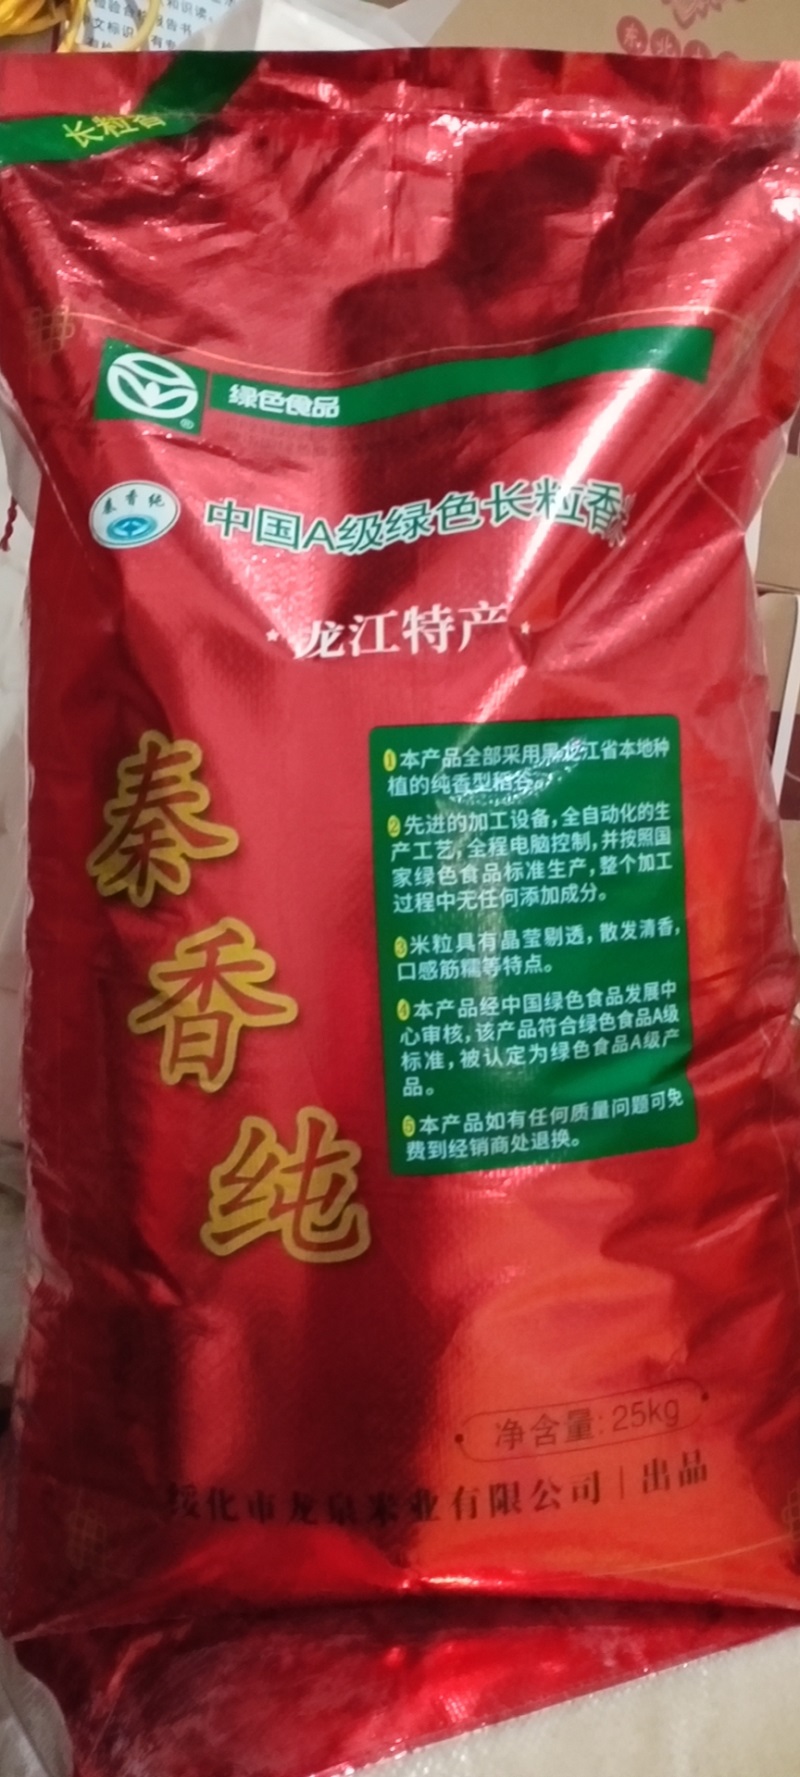 长粒香
绿色食品
®
秦香纯
中国A级绿色长粒香
龙江特产
秦香纯
1本产品全部采用黑龙江省本地种
植的纯香型稻谷。
2先进的加工设备,全自动化的生
产工艺,全程电脑控制,并按照国
家绿色食品标准生产,整个加工
过程中无任何添加成分。
3米粒具有晶莹剔透,散发清香,
口感筋糯等特点。
4本产品经中国绿色食品发展中
心审核,该产品符合绿色食品A级
标准,被认定为绿色食品A级产
品。
5本产品如有任何质量问题可免
费到经销商处退换。
净含量:25kg
绥化市龙泉米业有限公司|出品